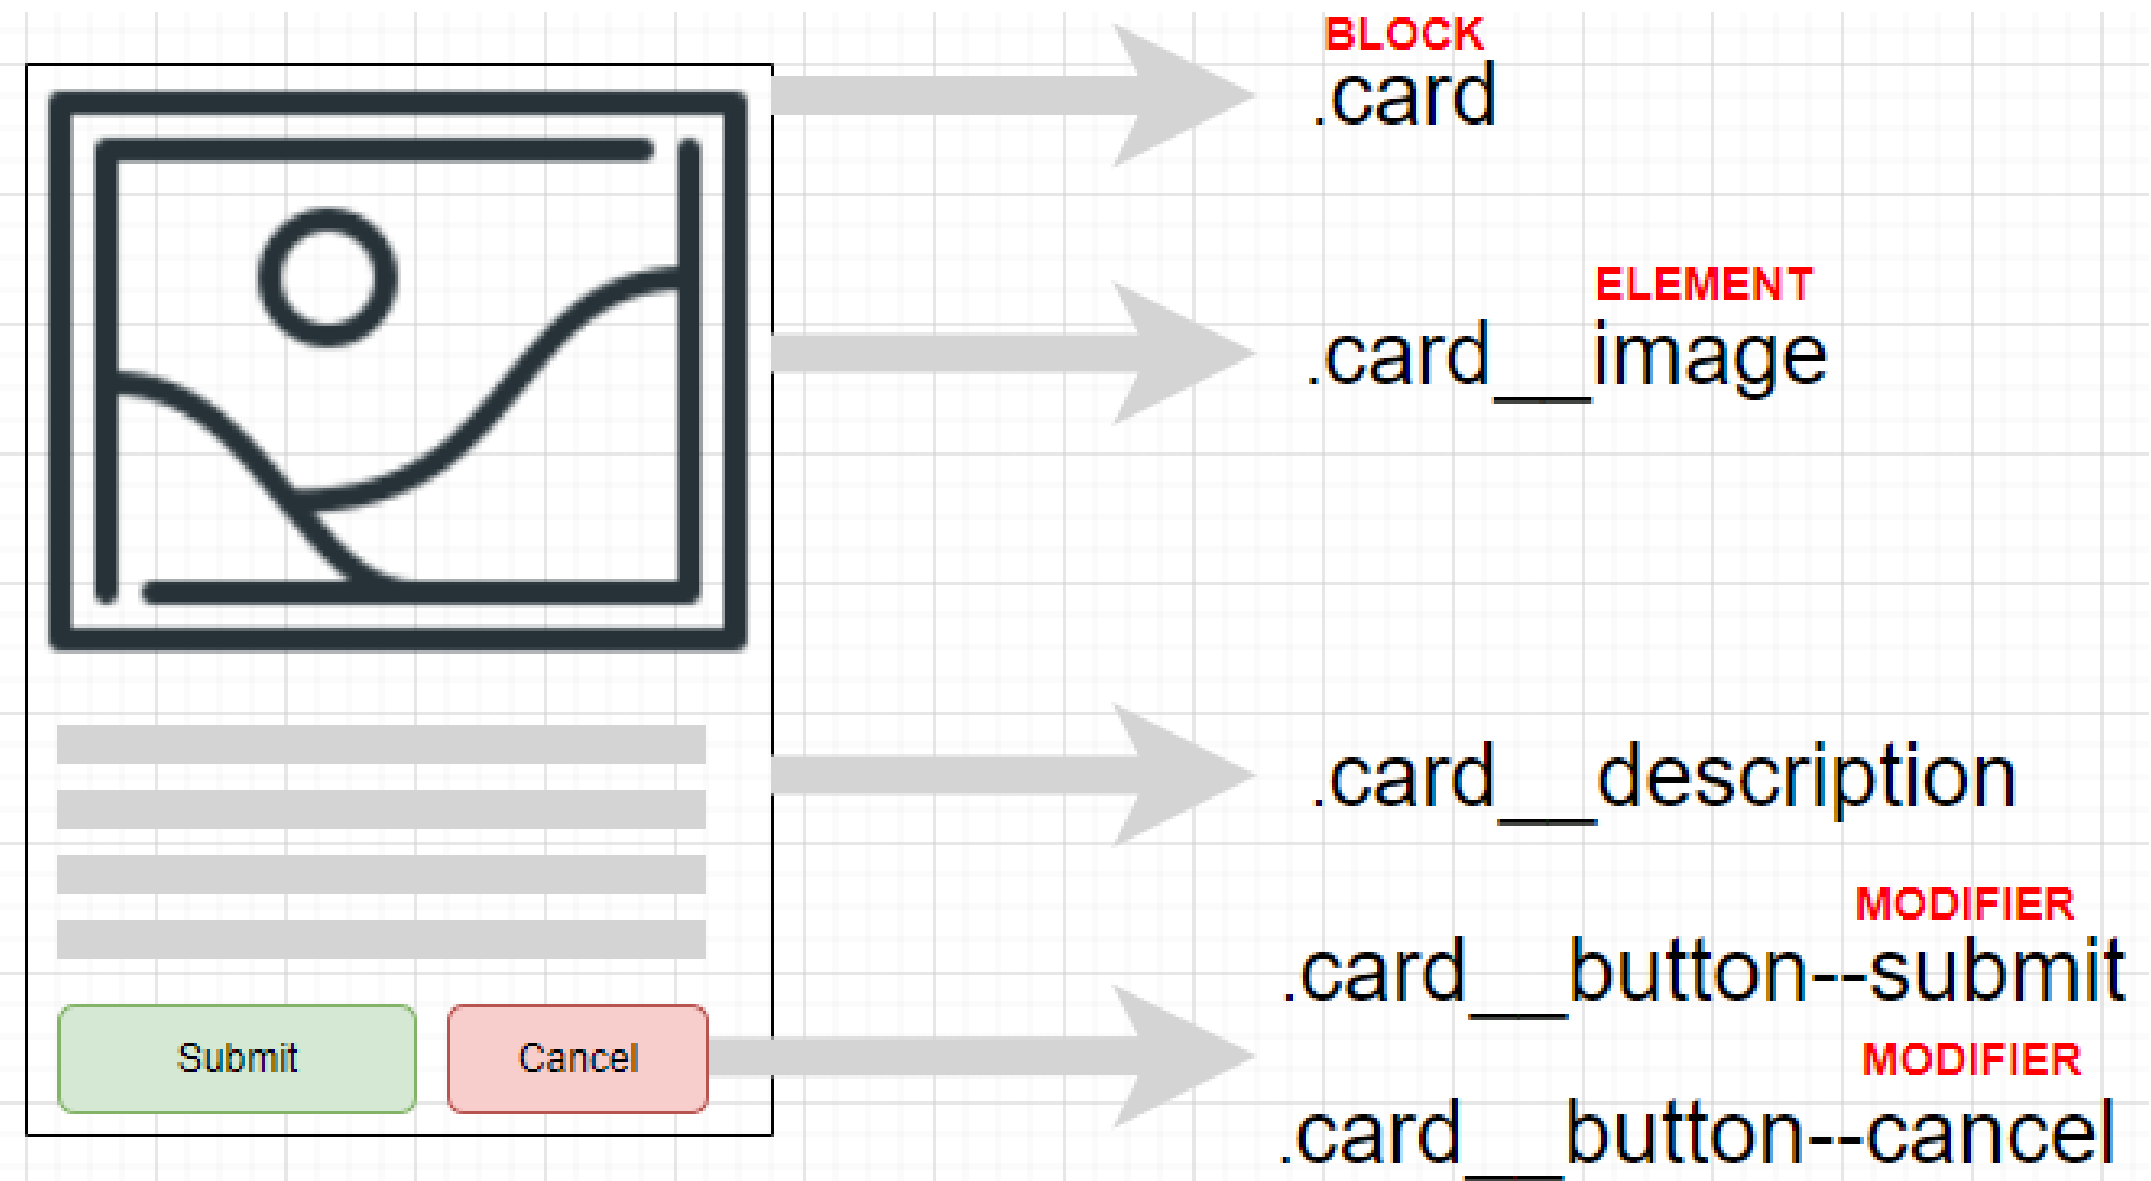 BLOCK
.card
ELEMENT
.card__image
.card__description
MODIFIER
.card__button--submit
MODIFIER
.card__button--cancel
Submit
Cancel